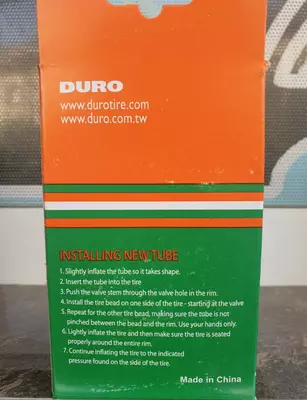 DURO
www.durotire.com
www.duro.com.tw
INSTALLING NEW TUBE
1. Slightly inflate the tube so it takes shape.
2. Insert the tube into the tire
3. Push the valve stem through the valve hole in the rim.
4. Install the tire bead on one side of the tire - starting at the valve
5. Repeat for the other tire bead, making sure the tube is not
pinched between the bead and the rim. Use your hands only.
6. Lightly inflate the tire and then make sure the tire is seated
properly around the entire rim.
7. Continue inflating the tire to the indicated
pressure found on the side of the tire.
Made in China